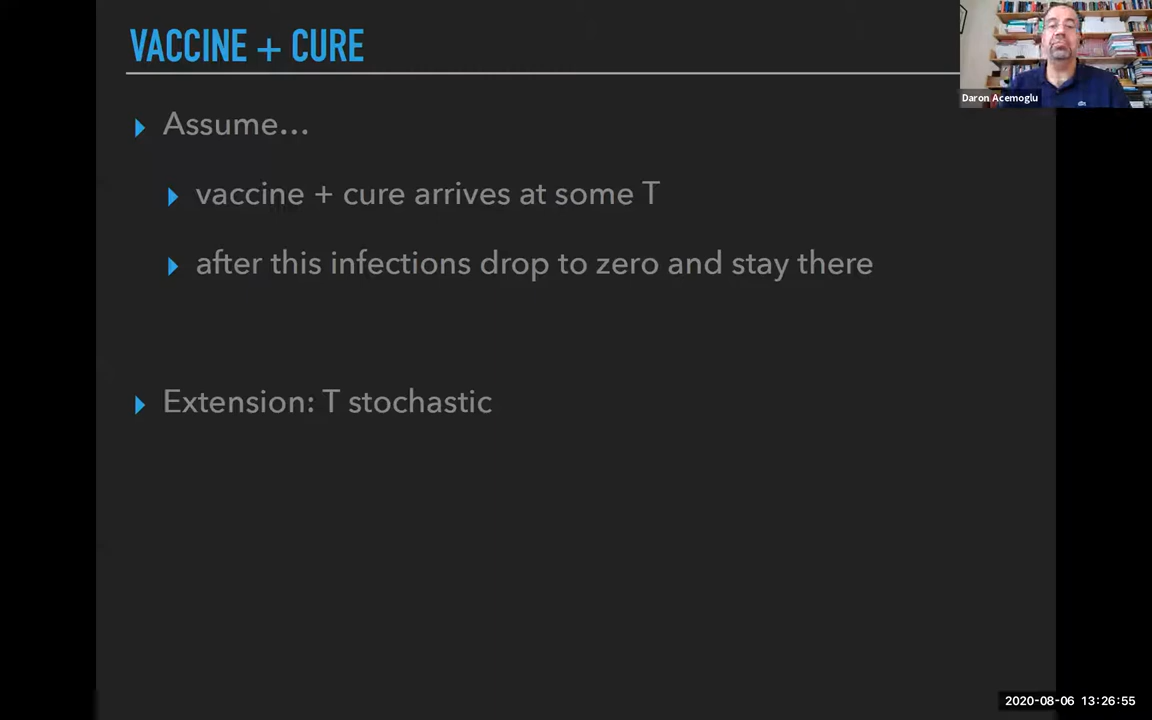 VACCINE + CURE
Daron Acemoglu
Assume...
vaccine + cure arrives at some T
after this infections drop to zero and stay there
Extension: T stochastic
2020-08-06 13:26:55